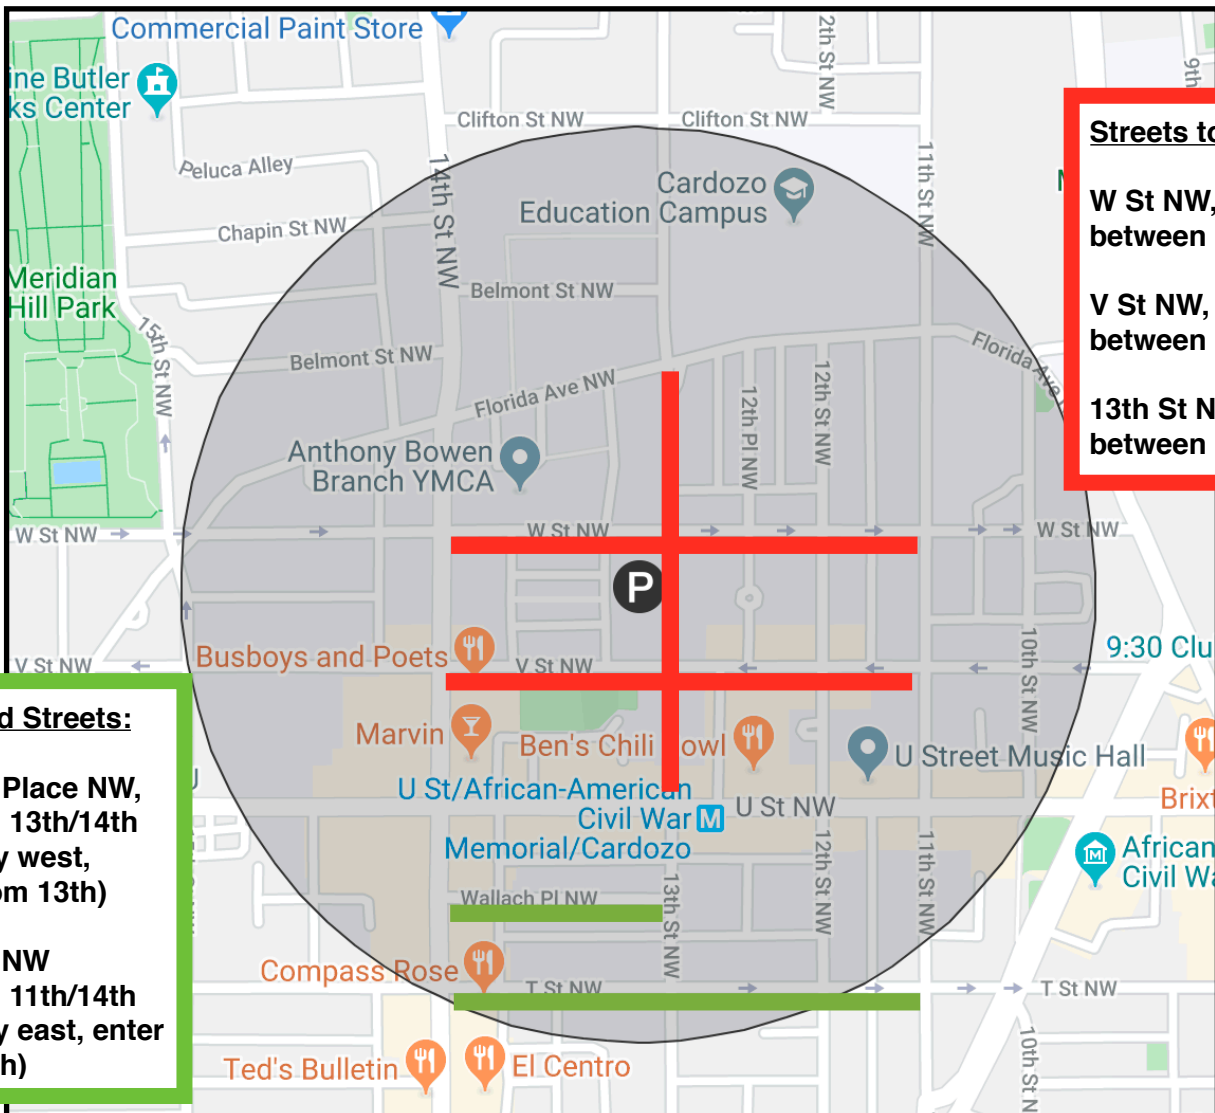 Commercial Paint Store
2th St NW
9th
ine Butler
ks Center
Clifton St NW
Clifton St NW
Streets to
Peluca Alley
14th St NW
11th St NW
Cardozo
Education Campus
W St NW,
between
Chapin St NW
Meridian
Hill Park
Belmont St NW
V St NW,
between
15th St NW
Belmont St NW
Florida Ave
Florida Ave NW
12th Pl NW
12th St NW
13th St N
between
Anthony Bowen
Branch YMCA
W St NW
W St NW
W St NW
P
Busboys and Poets
V St NW
V St NW
10th St NW
9:30 Clu
d Streets:
Marvin
Ben's Chili owl
U Street Music Hall
Place NW,
13th/14th
y west,
om 13th)
U St/African-American
Civil War M
Memorial/Cardozo
U St NW
Brixt
12th St NW
11th St NW
African
Civil Wa
Wallach Pl NW
13th St NW
NW
11th/14th
y east, enter
h)
Compass Rose
T St NW
T St NW
Ted's Bulletin
El Centro
10th St N